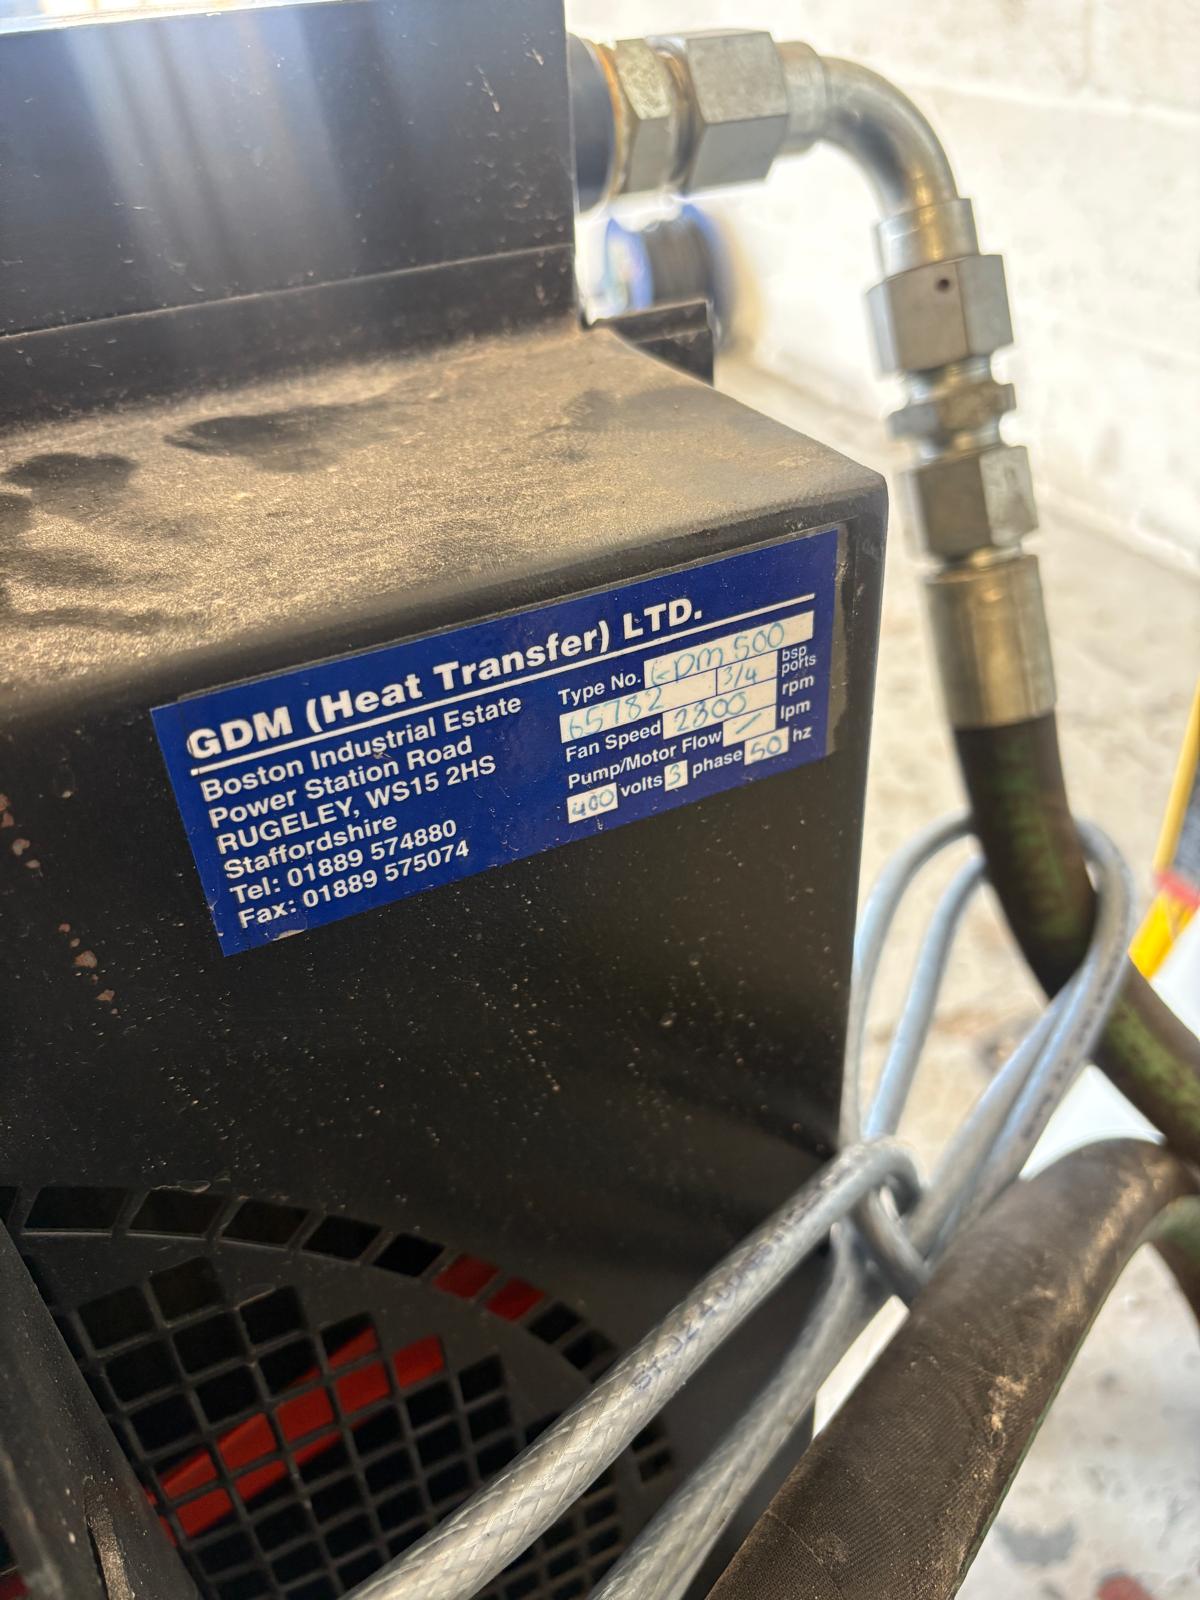 GDM (Heat Transfer) LTD.
Boston Industrial Estate
Power Station Road
RUGELEY, WS15 2HS
Staffordshire
Tel: 01889 574880
Fax: 01889 575074
Type No. GDM 500
65782 3/4 bsp ports
Fan Speed 2800 rpm
Pump/Motor Flow / lpm
400 volts 3 phase 50 hz